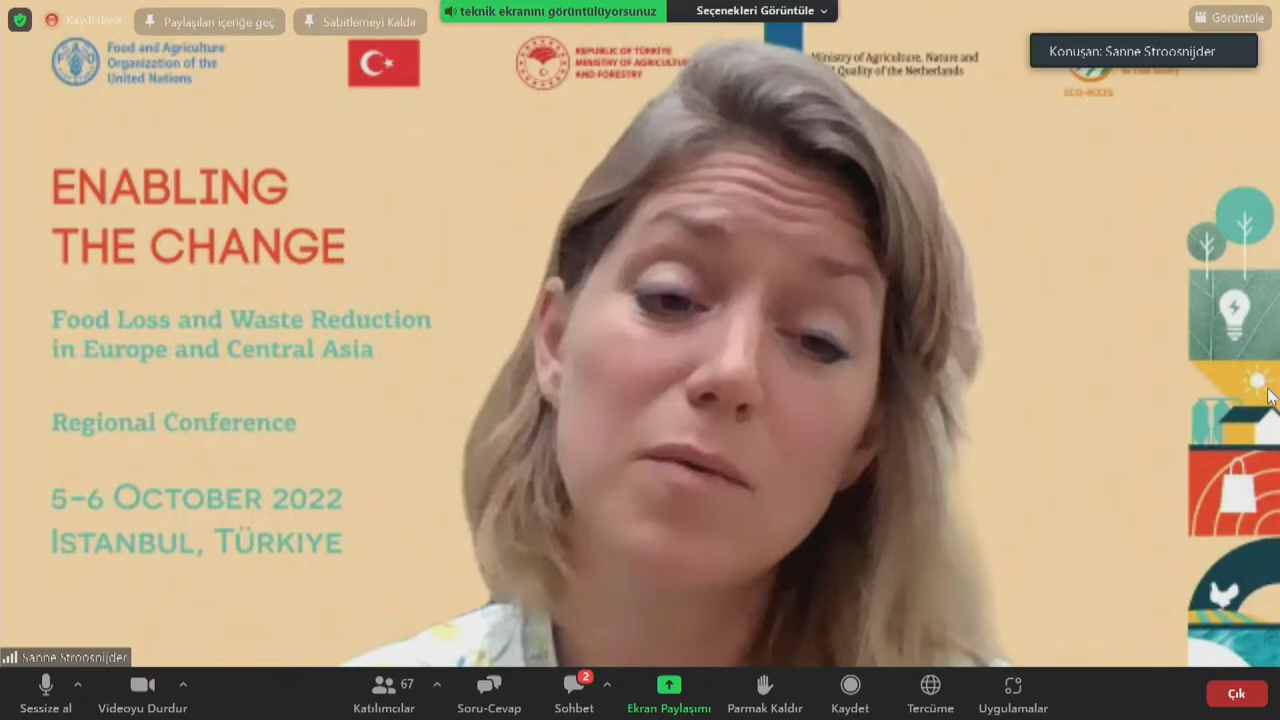 Kaydediliyor
Paylaşılan içeriğe geç
Sabitlemeyi Kaldır
teknik ekranını görüntülüyorsunuz
Seçenekleri Görüntüle
Görüntüle
Konuşan: Sanne Stroosnijder
Food and Agriculture
Organization of the
United Nations
REPUBLIC OF TÜRKİYE
MINISTRY OF AGRICULTU
AND FORESTRY
Ministry of Agriculture, Nature and
Quality of the Netherlands
ENABLING
THE CHANGE
Food Loss and Waste Reduction
in Europe and Central Asia
Regional Conference
5-6 OCTOBER 2022
ISTANBUL, TÜRKIYE
Sanne Stroosnijder
Sessize al
Videoyu Durdur
67
Katılımcılar
Soru-Cevap
2
Sohbet
Ekran Paylaşımı
Parmak Kaldır
Kaydet
Tercüme
Uygulamalar
Çık